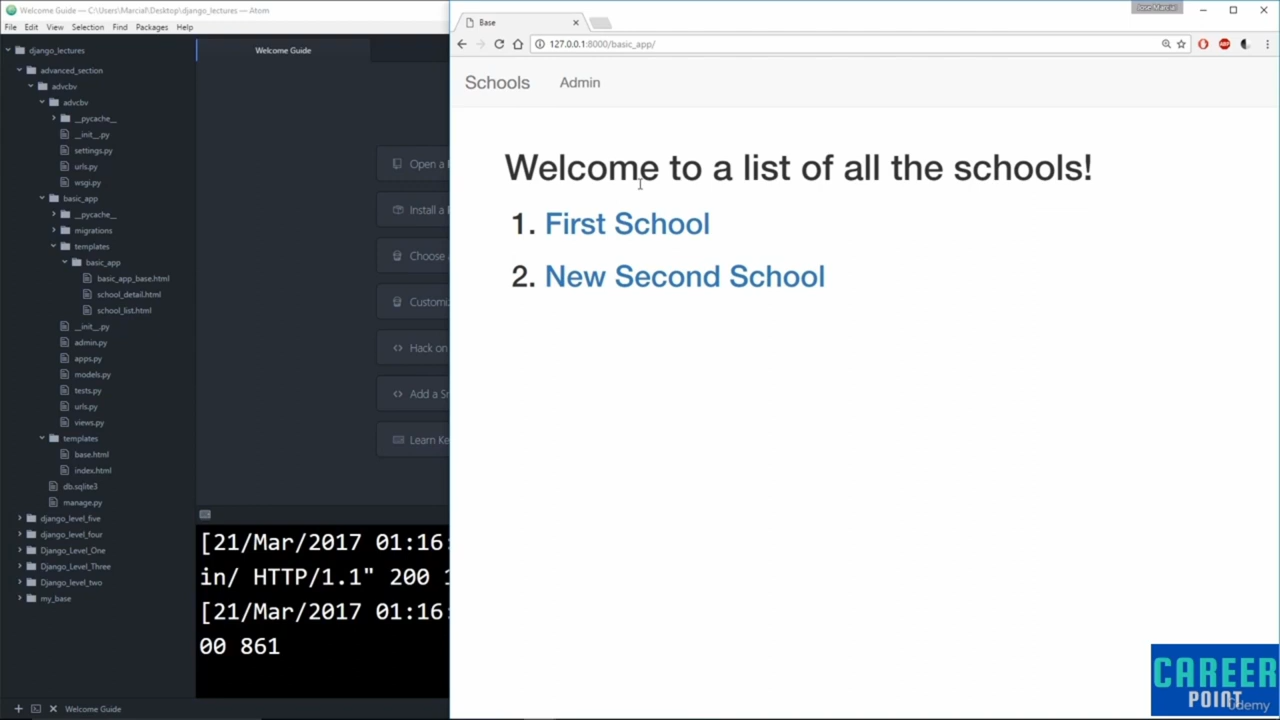 Welcome Guide — C:\Users\Marcial\Desktop\django_lectures — Atom
File Edit View Selection Find Packages Help
django_lectures
advanced_section
advcbv
advcbv
__pycache__
__init__.py
settings.py
urls.py
wsgi.py
basic_app
__pycache__
migrations
templates
basic_app
basic_app_base.html
school_detail.html
school_list.html
__init__.py
admin.py
apps.py
models.py
tests.py
urls.py
views.py
templates
base.html
index.html
db.sqlite3
manage.py
django_level_five
django_level_four
Django_Level_One
Django_Level_Three
Django_level_two
my_base
Welcome Guide
Open a
Install a
Choose
Customi
Hack on
Add a Sn
Learn Ke
[21/Mar/2017 01:16:
in/ HTTP/1.1" 200 1
[21/Mar/2017 01:16:
00 861
Welcome Guide
Jose Marcial
Base
127.0.0.1:8000/basic_app/
ABP
Schools Admin
Welcome to a list of all the schools!
1. First School
2. New Second School
CAREER
POINT
Udemy